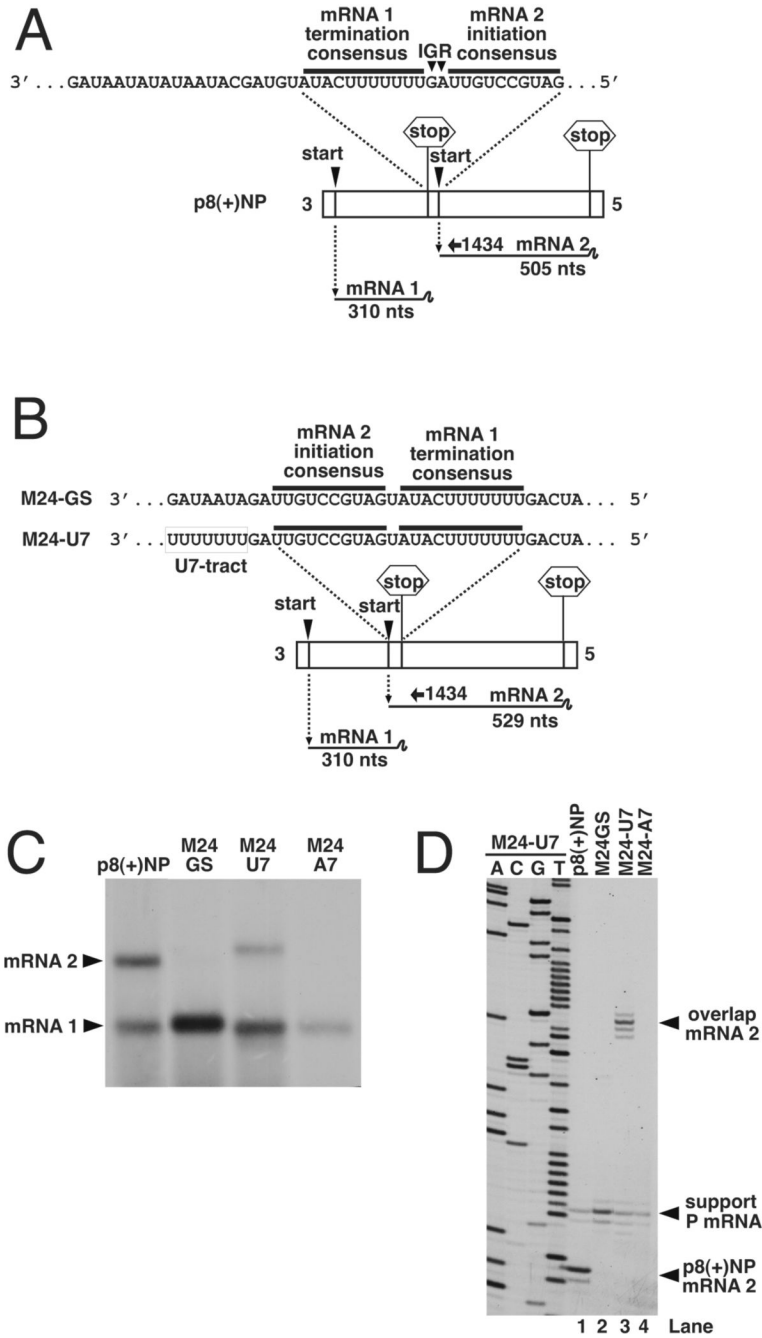 A
mRNA 1 termination consensus
IGR
mRNA 2 initiation consensus
3' ...GAUAAUAUAUAAUACGAUGUAUACUUUUUUUGAUUGUCCGUAG...5'
stop
stop
start
start
p8(+)NP
3
5
1434
mRNA 2
505 nts
mRNA 1
310 nts
B
mRNA 2 initiation consensus
mRNA 1 termination consensus
M24-GS 3' ...GAUAAUAGAUUGUCCGUAGUAUACUUUUUUUGACUA... 5'
M24-U7 3' ...UUUUUUUGAUUGUCCGUAGUAUACUUUUUUUGACUA... 5'
U7-tract
stop
stop
start
start
3
5
1434
mRNA 2
529 nts
mRNA 1
310 nts
C
p8(+)NP
M24 GS
M24 U7
M24 A7
mRNA 2
mRNA 1
D
M24-U7
A C G T
p8(+)NP
M24GS
M24-U7
M24-A7
overlap mRNA 2
support P mRNA
p8(+)NP mRNA 2
1 2 3 4 Lane